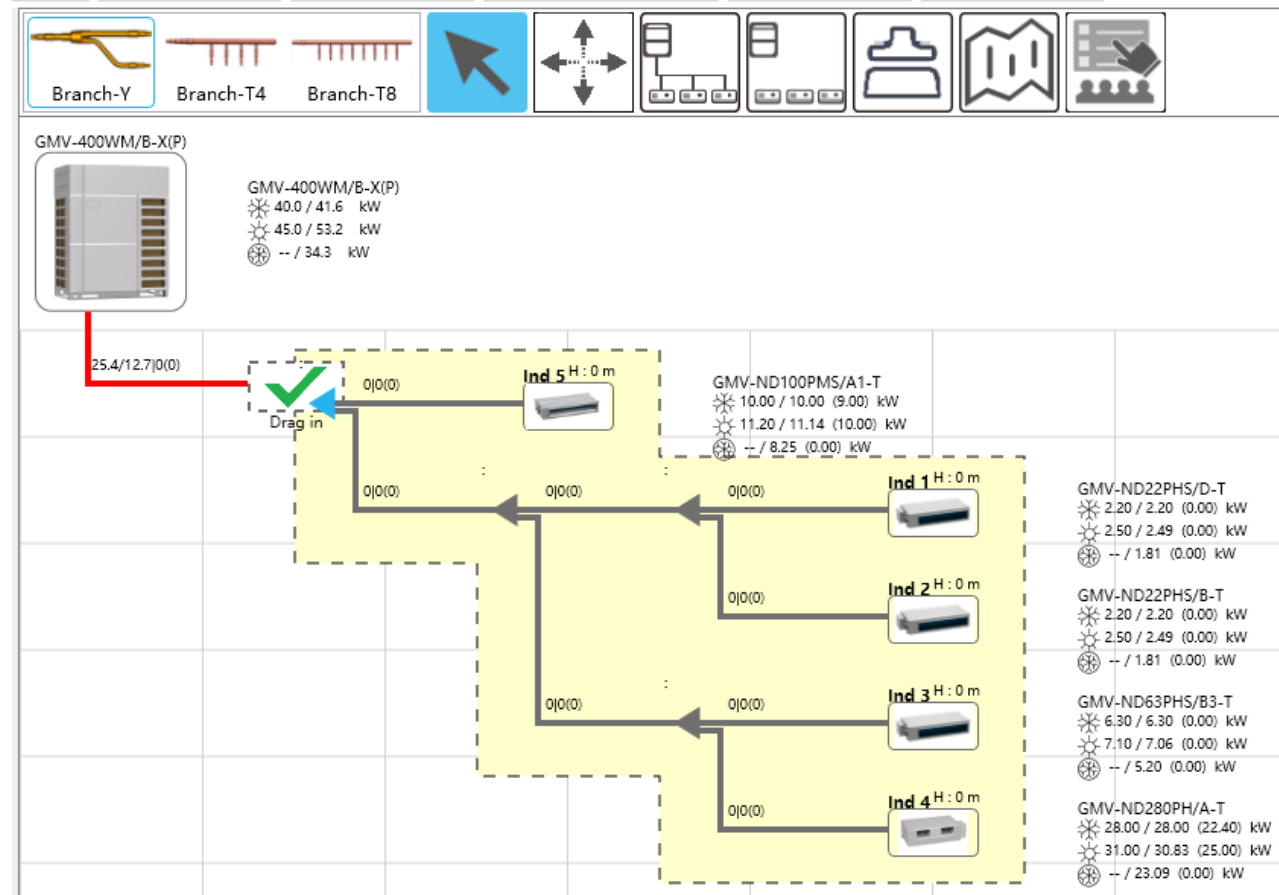 Branch-Y
Branch-T4
Branch-T8
GMV-400WM/B-X(P)
GMV-400WM/B-X(P)
40.0 / 41.6 kW
45.0 / 53.2 kW
-- / 34.3 kW
25.4/12.7|0(0)
Drag in
0|0(0)
Ind 5 H : 0 m
GMV-ND100PMS/A1-T
10.00 / 10.00 (9.00) kW
11.20 / 11.14 (10.00) kW
-- / 8.25 (0.00) kW
:
:
:
0|0(0)
0|0(0)
0|0(0)
Ind 1 H : 0 m
GMV-ND22PHS/D-T
2.20 / 2.20 (0.00) kW
2.50 / 2.49 (0.00) kW
-- / 1.81 (0.00) kW
0|0(0)
Ind 2 H : 0 m
GMV-ND22PHS/B-T
2.20 / 2.20 (0.00) kW
2.50 / 2.49 (0.00) kW
-- / 1.81 (0.00) kW
:
0|0(0)
0|0(0)
Ind 3 H : 0 m
GMV-ND63PHS/B3-T
6.30 / 6.30 (0.00) kW
7.10 / 7.06 (0.00) kW
-- / 5.20 (0.00) kW
0|0(0)
Ind 4 H : 0 m
GMV-ND280PH/A-T
28.00 / 28.00 (22.40) kW
31.00 / 30.83 (25.00) kW
-- / 23.09 (0.00) kW